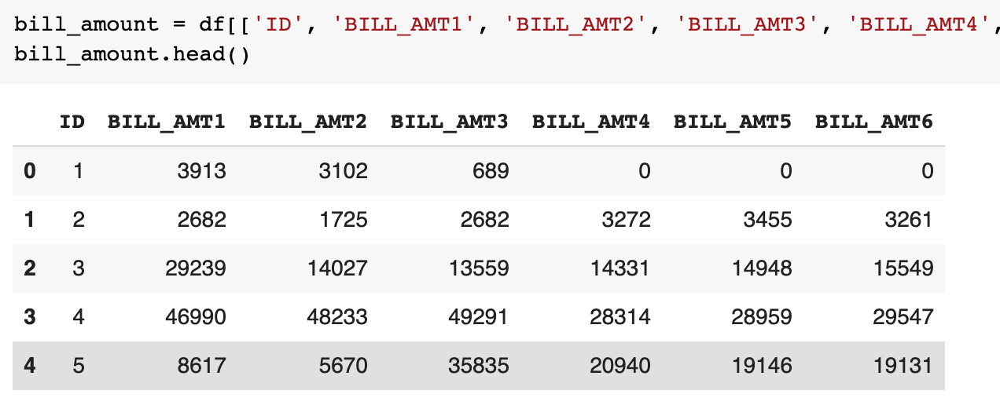 bill_amount = df[['ID', 'BILL_AMT1', 'BILL_AMT2', 'BILL_AMT3', 'BILL_AMT4',
bill_amount.head()
ID BILL_AMT1 BILL_AMT2 BILL_AMT3 BILL_AMT4 BILL_AMT5 BILL_AMT6
0 1 3913 3102 689 0 0 0
1 2 2682 1725 2682 3272 3455 3261
2 3 29239 14027 13559 14331 14948 15549
3 4 46990 48233 49291 28314 28959 29547
4 5 8617 5670 35835 20940 19146 19131